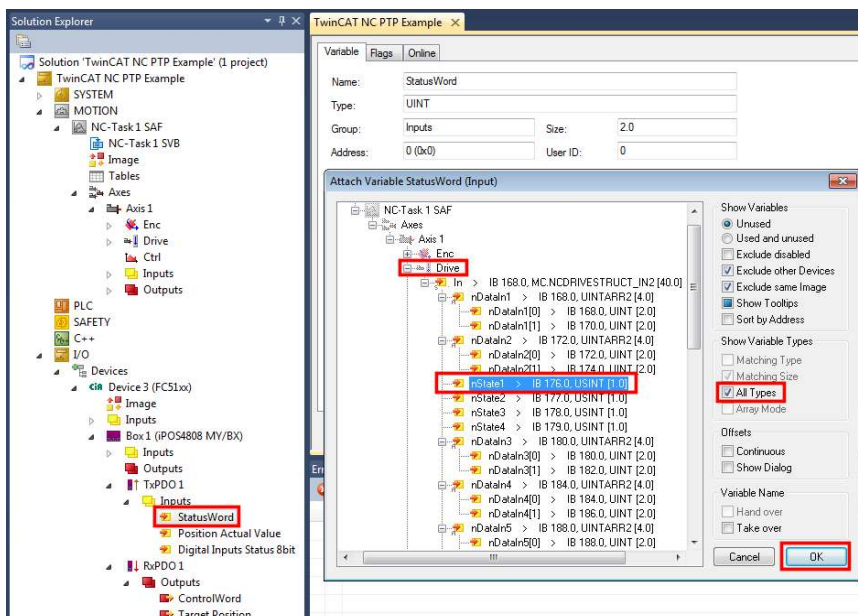 Solution Explorer
Solution 'TwinCAT NC PTP Example' (1 project)
TwinCAT NC PTP Example
SYSTEM
MOTION
NC-Task 1 SAF
NC-Task 1 SVB
Image
Tables
Axes
Axis 1
Enc
Drive
Ctrl
Inputs
Outputs
PLC
SAFETY
C++
I/O
Devices
Device 3 (FC51xx)
Image
Inputs
Box 1 (iPOS4808 MY/BX)
Inputs
Outputs
TxPDO 1
Inputs
StatusWord
Position Actual Value
Digital Inputs Status 8bit
RxPDO 1
Outputs
ControlWord
Target Position
TwinCAT NC PTP Example
Variable Flags Online
Name: StatusWord
Type: UINT
Group: Inputs Size: 2.0
Address: 0 (0x0) User ID: 0
Attach Variable StatusWord (Input)
NC-Task 1 SAF
Axes
Axis 1
Enc
Drive
In > IB 168.0, MC.NCDRIVESTRUCT_IN2 [40.0]
nDataIn1 > IB 168.0, UINTARR2 [4.0]
nDataIn1[0] > IB 168.0, UINT [2.0]
nDataIn1[1] > IB 170.0, UINT [2.0]
nDataIn2 > IB 172.0, UINTARR2 [4.0]
nDataIn2[0] > IB 172.0, UINT [2.0]
nDataIn2[1] > IB 174.0, UINT [2.0]
nState1 > IB 176.0, USINT [1.0]
nState2 > IB 177.0, USINT [1.0]
nState3 > IB 178.0, USINT [1.0]
nState4 > IB 179.0, USINT [1.0]
nDataIn3 > IB 180.0, UINTARR2 [4.0]
nDataIn3[0] > IB 180.0, UINT [2.0]
nDataIn3[1] > IB 182.0, UINT [2.0]
nDataIn4 > IB 184.0, UINTARR2 [4.0]
nDataIn4[0] > IB 184.0, UINT [2.0]
nDataIn4[1] > IB 186.0, UINT [2.0]
nDataIn5 > IB 188.0, UINTARR2 [4.0]
nDataIn5[0] > IB 188.0, UINT [2.0]
Show Variables
Unused
Used and unused
Exclude disabled
Exclude other Devices
Exclude same Image
Show Tooltips
Sort by Address
Show Variable Types
Matching Type
Matching Size
All Types
Array Mode
Offsets
Continuous
Show Dialog
Variable Name
Hand over
Take over
Cancel OK